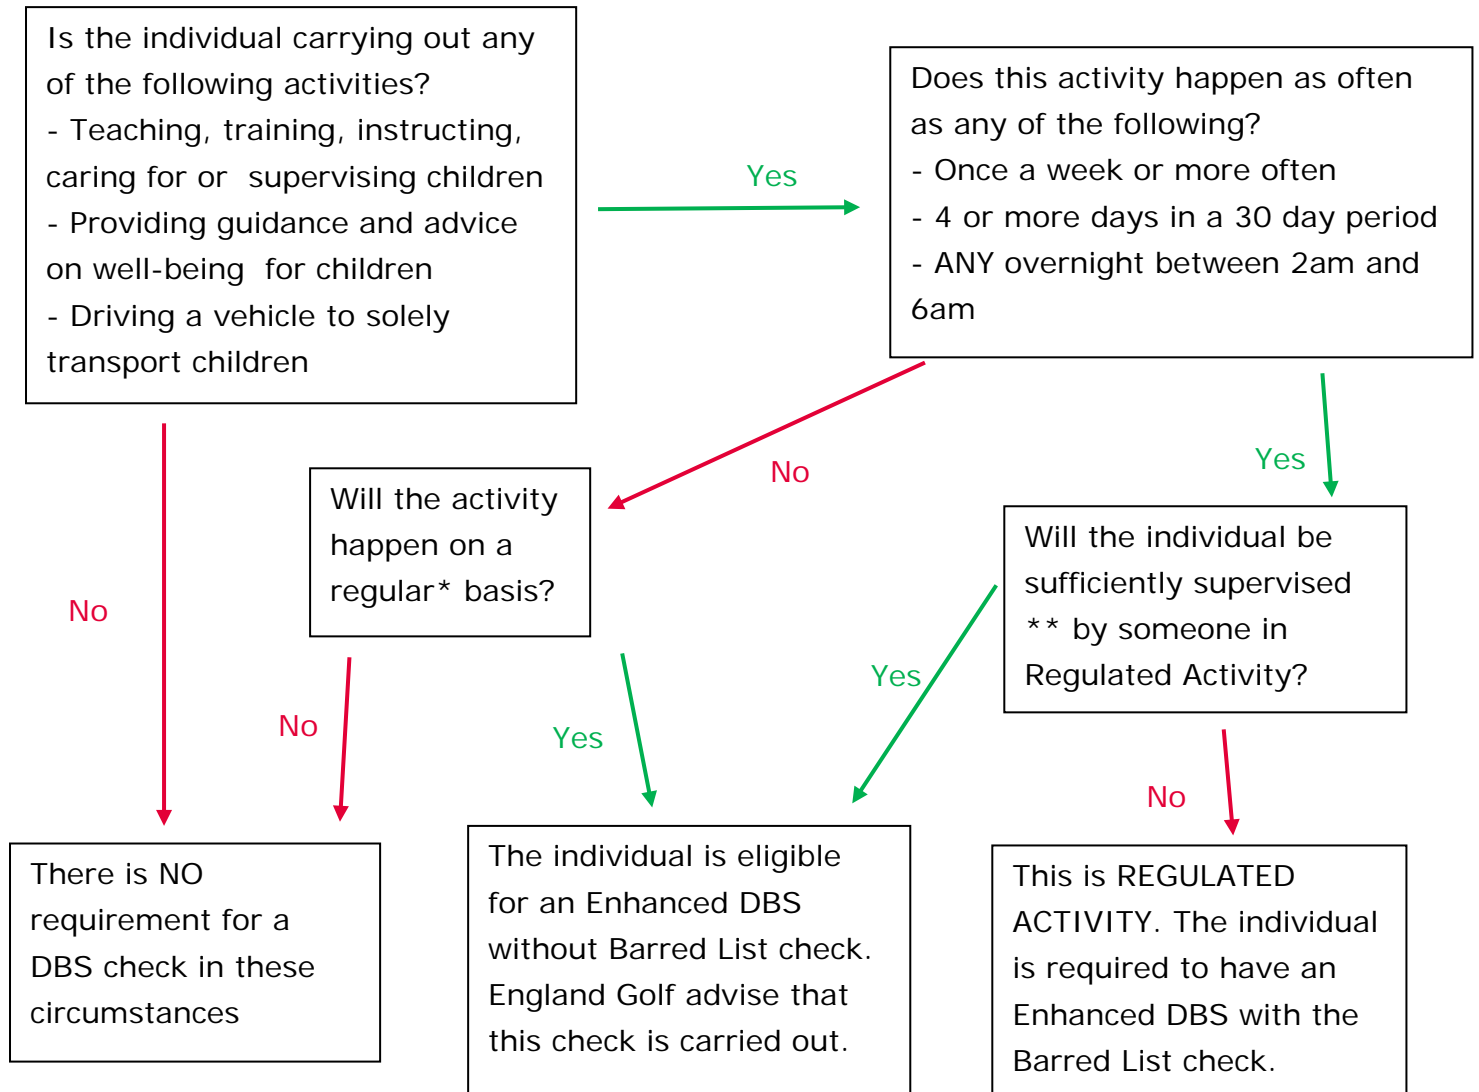 Is the individual carrying out any
of the following activities?
- Teaching, training, instructing,
caring for or supervising children
- Providing guidance and advice
on well-being for children
- Driving a vehicle to solely
transport children
Yes
Does this activity happen as often
as any of the following?
- Once a week or more often
- 4 or more days in a 30 day period
- ANY overnight between 2am and
6am
No
Yes
No
Will the activity
happen on a
regular* basis?
Will the individual be
sufficiently supervised
** by someone in
Regulated Activity?
No
Yes
Yes
No
There is NO
requirement for a
DBS check in these
circumstances
The individual is eligible
for an Enhanced DBS
without Barred List check.
England Golf advise that
this check is carried out.
This is REGULATED
ACTIVITY. The individual
is required to have an
Enhanced DBS with the
Barred List check.